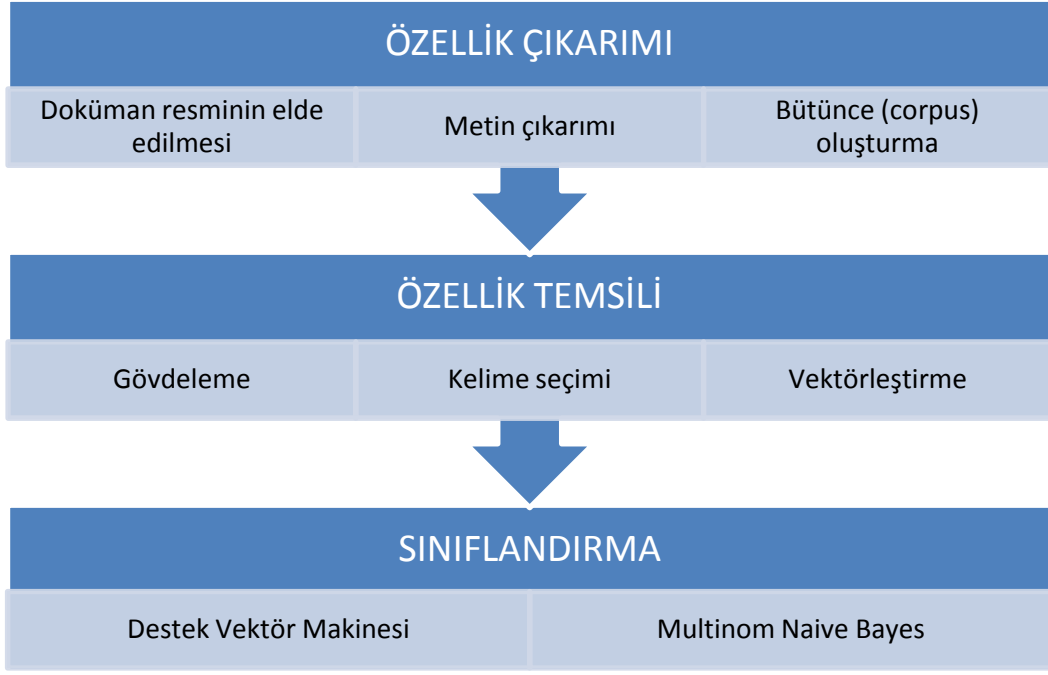 ÖZELLİK ÇIKARIMI
Doküman resminin elde
edilmesi
Metin çıkarımı
Bütünce (corpus)
oluşturma
ÖZELLİK TEMSİLİ
Gövdeleme
Kelime seçimi
Vektörleştirme
SINIFLANDIRMA
Destek Vektör Makinesi
Multinom Naive Bayes